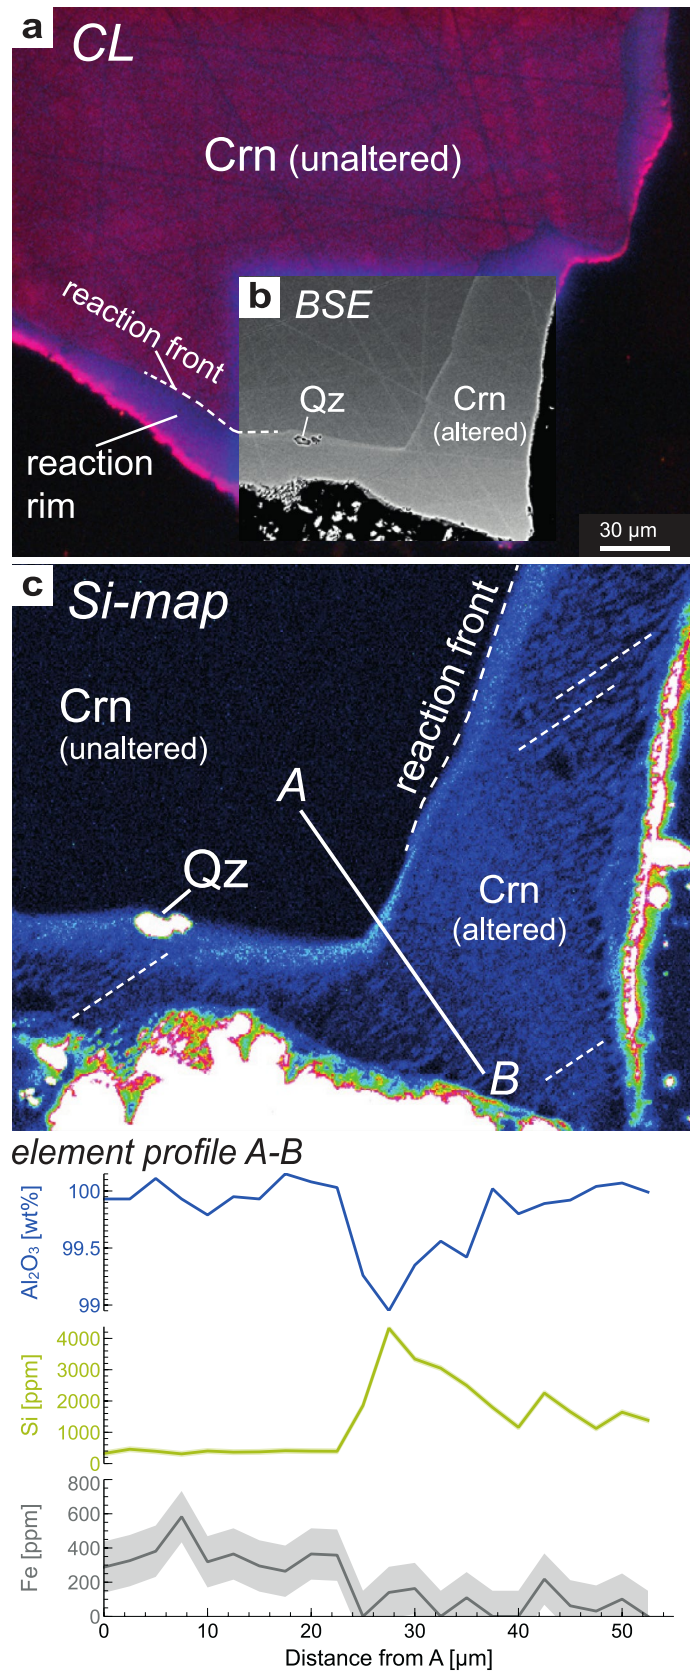 a CL
Crn (unaltered)
reaction front
b BSE
Qz
Crn
(altered)
reaction
rim
30 µm
c Si-map
reaction front
Crn
(unaltered)
A
Qz
Crn
(altered)
B
element profile A-B
Al₂O₃ [wt%]
100
99.5
99
Si [ppm]
4000
3000
2000
1000
0
Fe [ppm]
800
600
400
200
0
0 10 20 30 40 50
Distance from A [µm]